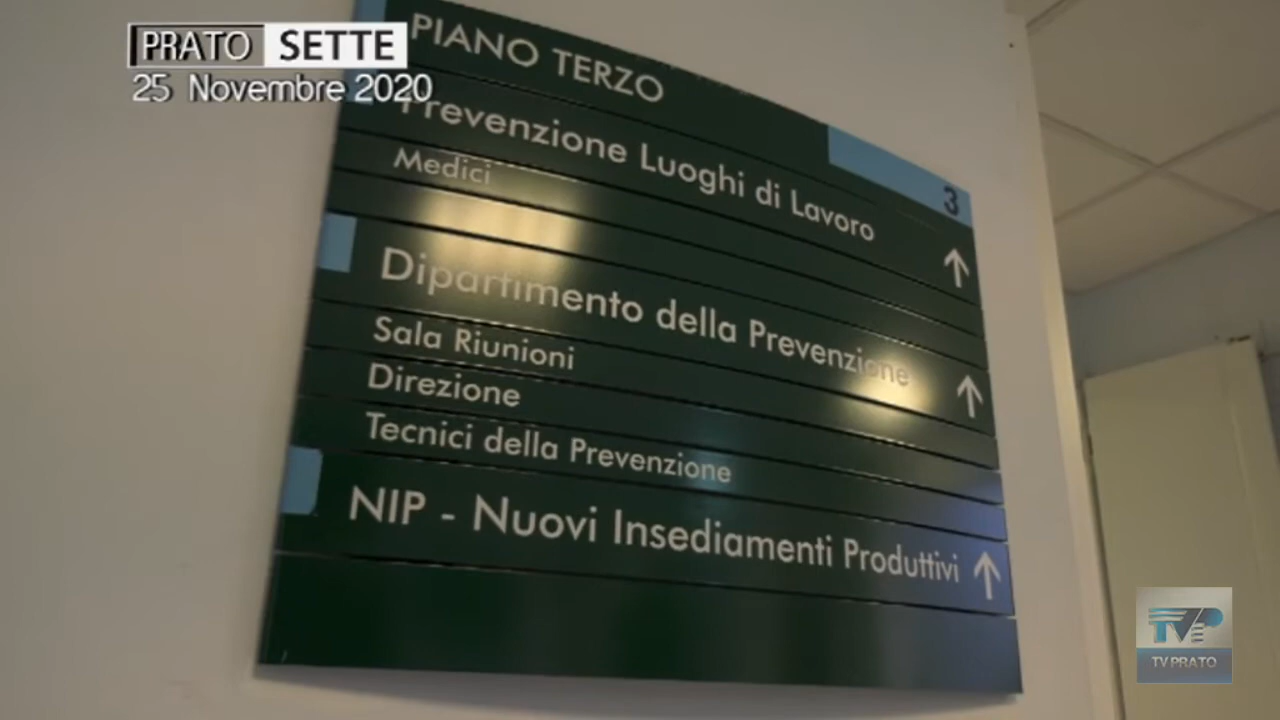 PRATO SETTE
25 Novembre 2020
PIANO TERZO
3
Prevenzione Luoghi di Lavoro
Medici
Dipartimento della Prevenzione
Sala Riunioni
Direzione
Tecnici della Prevenzione
NIP - Nuovi Insediamenti Produttivi
TVP
TV PRATO